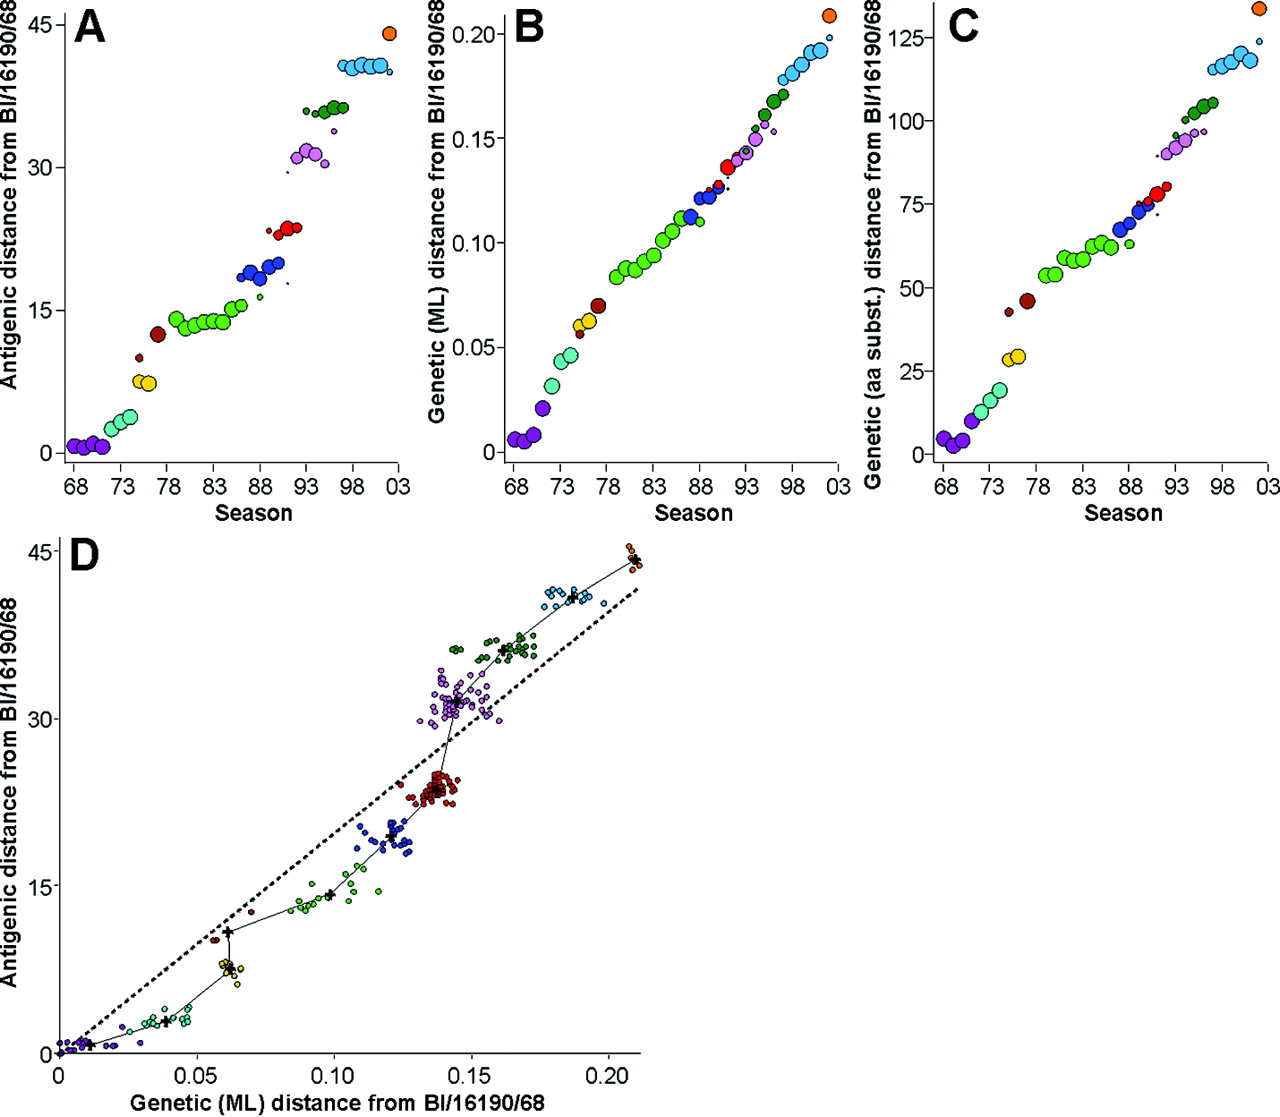 A
Antigenic distance from BI/16190/68
45
30
15
0
68 73 78 83 88 93 98 03
Season
B
Genetic (ML) distance from BI/16190/68
0.20
0.15
0.10
0.05
0
68 73 78 83 88 93 98 03
Season
C
Genetic (aa subst.) distance from BI/16190/68
125
100
75
50
25
0
68 73 78 83 88 93 98 03
Season
D
Antigenic distance from BI/16190/68
45
30
15
0
0 0.05 0.10 0.15 0.20
Genetic (ML) distance from BI/16190/68